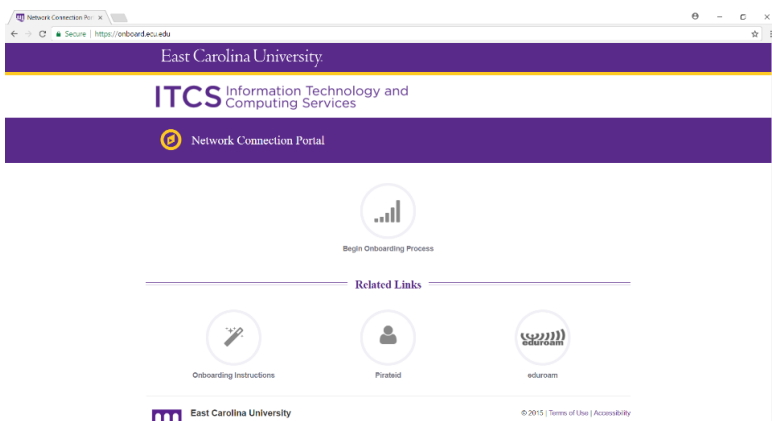 Network Connection Por
Secure | https://onboard.ecu.edu
East Carolina University.
ITCS Information Technology and
Computing Services
Network Connection Portal
Begin Onboarding Process
Related Links
eduroam
Onboarding Instructions
Pirateid
eduroam
East Carolina University
© 2015 | Terms of Use | Accessibility